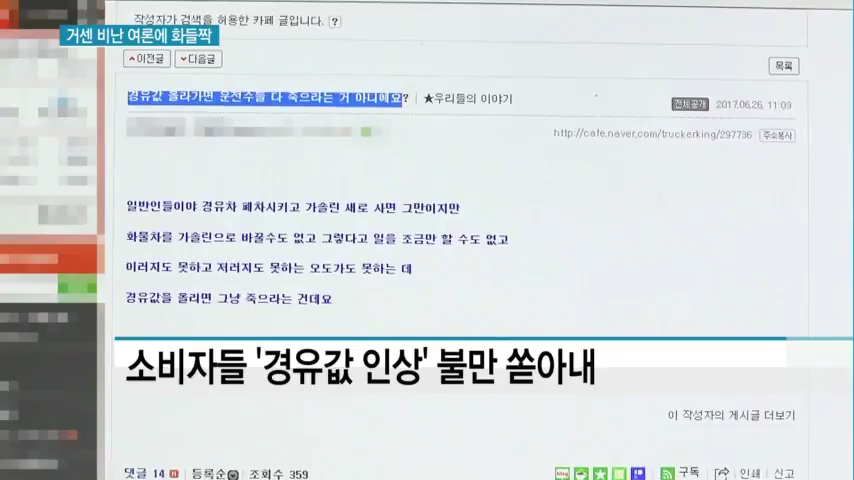 작성자가 검색을 허용한 카페 글입니다. ?
거센 비난 여론에 화들짝
이전글 다음글
목록
경유값 올라가면 운전수들 다 죽으라는 거 아니에요? | ★우리들의 이야기
전체공개 2017.06.26. 11:09
http://cafe.naver.com/truckerking/297736 주소복사
일반인들이야 경유차 폐차시키고 가솔린 새로 사면 그만이지만
화물차를 가솔린으로 바꿀수도 없고 그렇다고 일을 조금만 할 수도 없고
이러지도 못하고 저러지도 못하는 오도가도 못하는 데
경유값을 올리면 그냥 죽으라는 건데요
소비자들 '경유값 인상' 불만 쏟아내
이 작성자의 게시글 더보기
댓글 14 N | 등록순 | 조회수 359
blog 구독 인쇄 | 신고